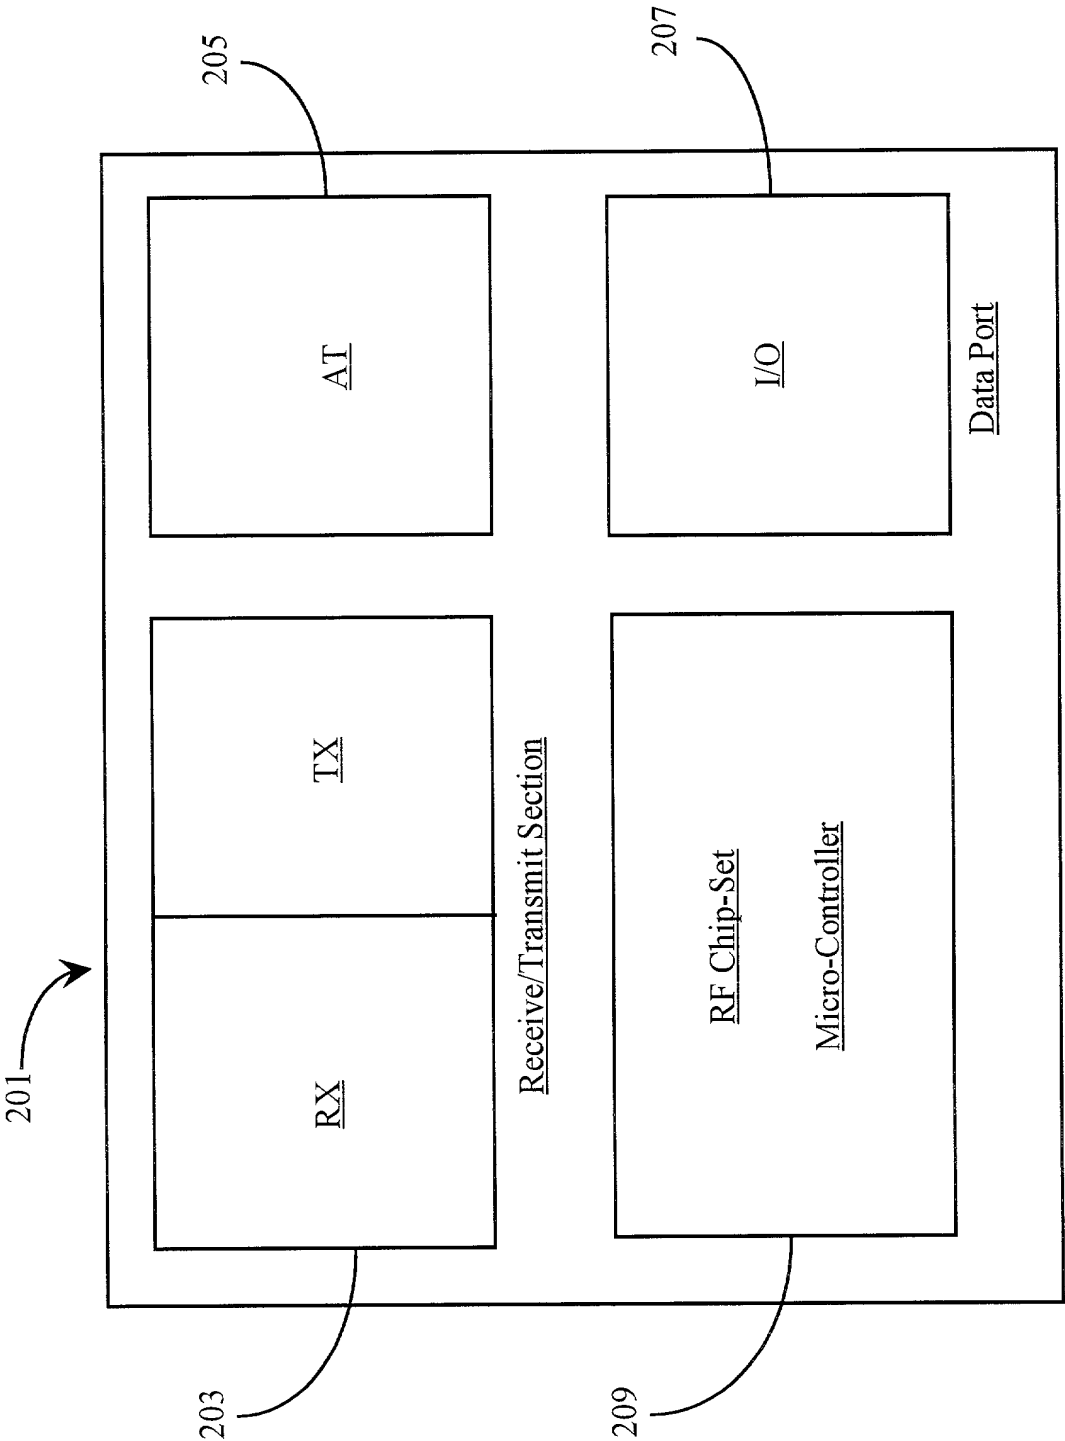 201
203
RX
TX
Receive/Transmit Section
AT
205
209
RF Chip-Set
Micro-Controller
I/O
Data Port
207